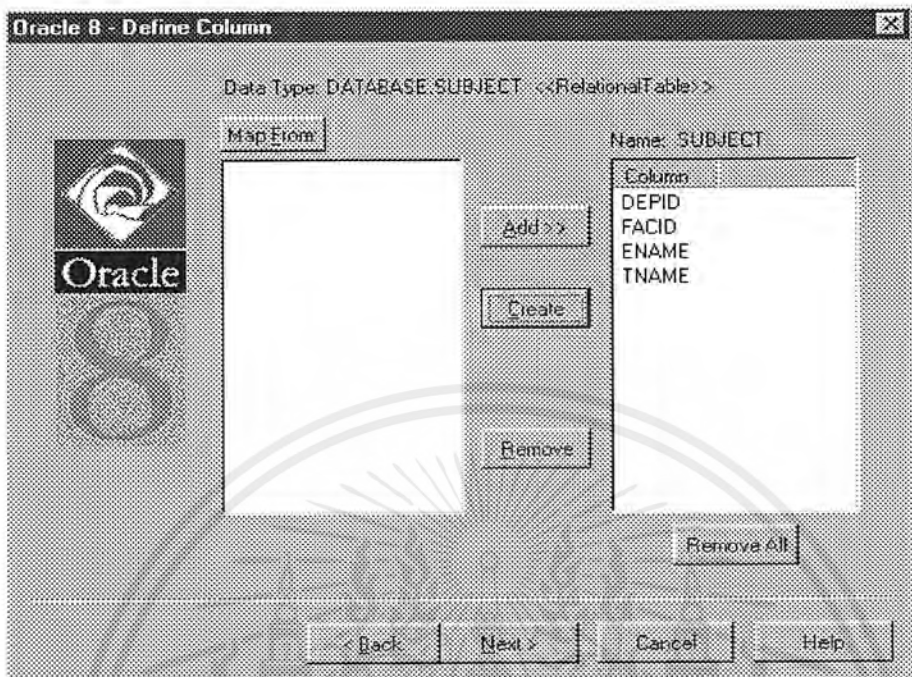 Oracle 8 - Define Column
Data Type: DATABASE.SUBJECT <<RelationalTable>>
Map From:
Name: SUBJECT
Column
DEPID
FACID
ENAME
TNAME
Add >>
Create
Remove
Remove All
Oracle
8
< Back
Next >
Cancel
Help